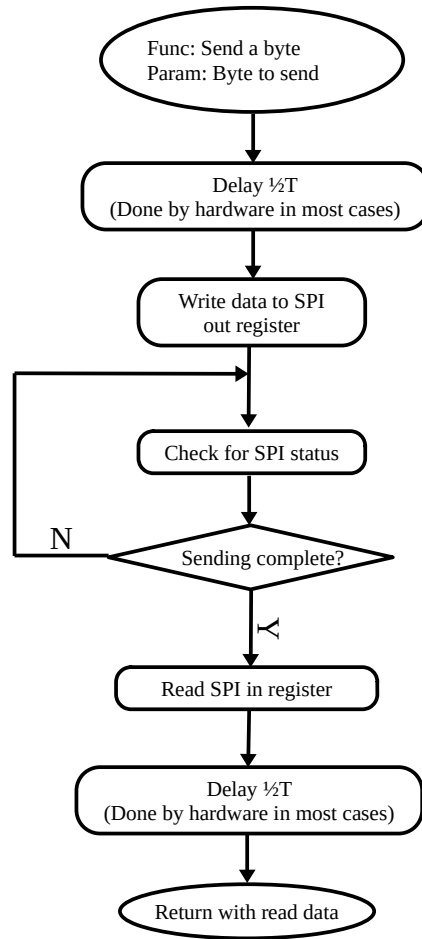 Func: Send a byte
Param: Byte to send
Delay ½T
(Done by hardware in most cases)
Write data to SPI
out register
Check for SPI status
Sending complete?
N
Y
Read SPI in register
Delay ½T
(Done by hardware in most cases)
Return with read data